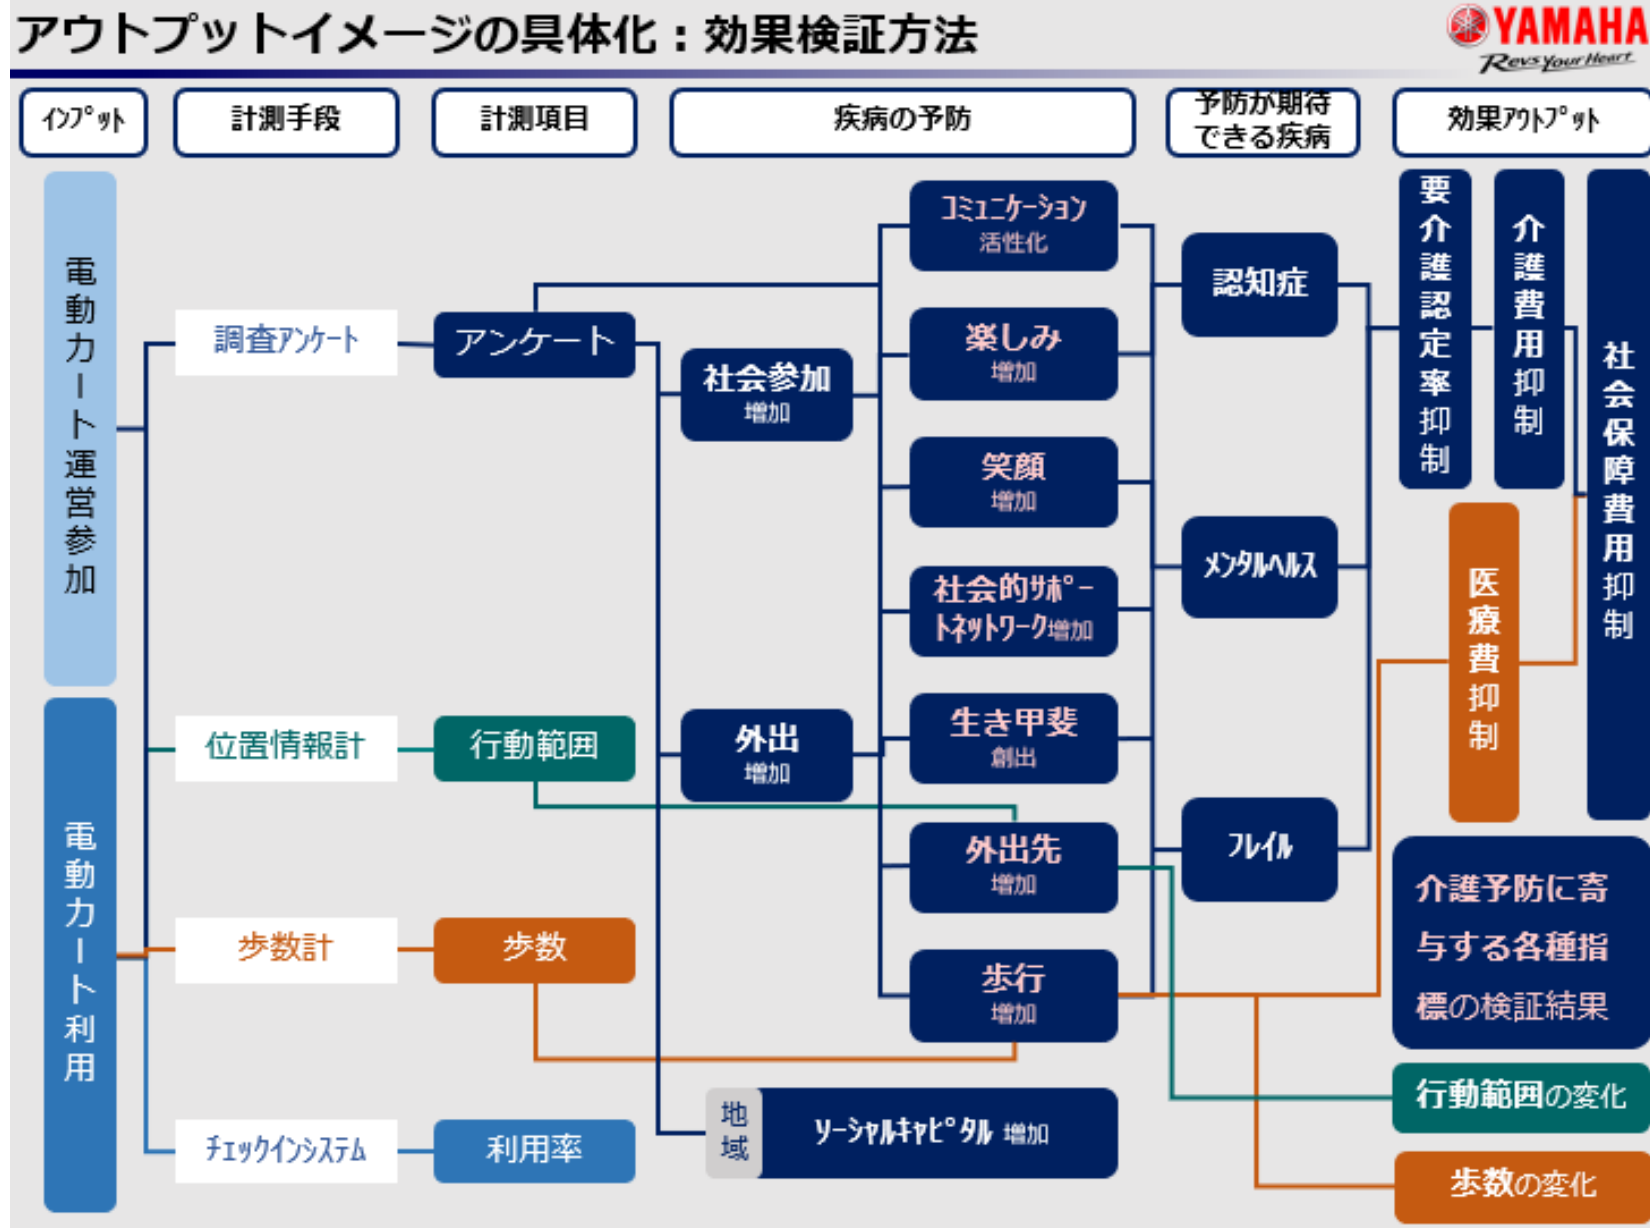 アウトプットイメージの具体化：効果検証方法
YAMAHA
Revs Your Heart
ｲﾝﾌﾟｯﾄ
計測手段
計測項目
疾病の予防
予防が期待
できる疾病
効果ｱｳﾄﾌﾟｯﾄ
電動カート運営参加
電動カート利用
調査ｱﾝｹｰﾄ
位置情報計
歩数計
ﾁｪｯｸｲﾝｼｽﾃﾑ
アンケート
行動範囲
歩数
利用率
社会参加
増加
外出
増加
地域
ｿｰｼｬﾙｷｬﾋﾟﾀﾙ 増加
ｺﾐｭﾆｹｰｼｮﾝ
活性化
楽しみ
増加
笑顔
増加
社会的ｻﾎﾟｰ
ﾄﾈｯﾄﾜｰｸ増加
生き甲斐
創出
外出先
増加
歩行
増加
認知症
ﾒﾝﾀﾙﾍﾙｽ
ﾌﾚｲﾙ
要介護認定率抑制
介護費用抑制
社会保障費用抑制
医療費抑制
介護予防に寄
与する各種指
標の検証結果
行動範囲の変化
歩数の変化